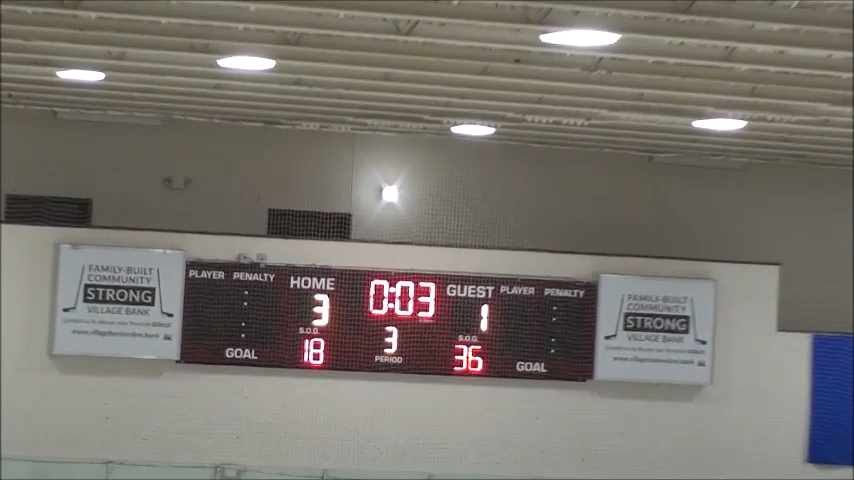 FAMILY-BUILT
COMMUNITY
STRONG
VILLAGE BANK
PLAYER PENALTY HOME 0:03 GUEST PLAYER PENALTY
3 1
S.O.G. S.O.G.
18 3 36
GOAL PERIOD GOAL
FAMILY-BUILT
COMMUNITY
STRONG
VILLAGE BANK